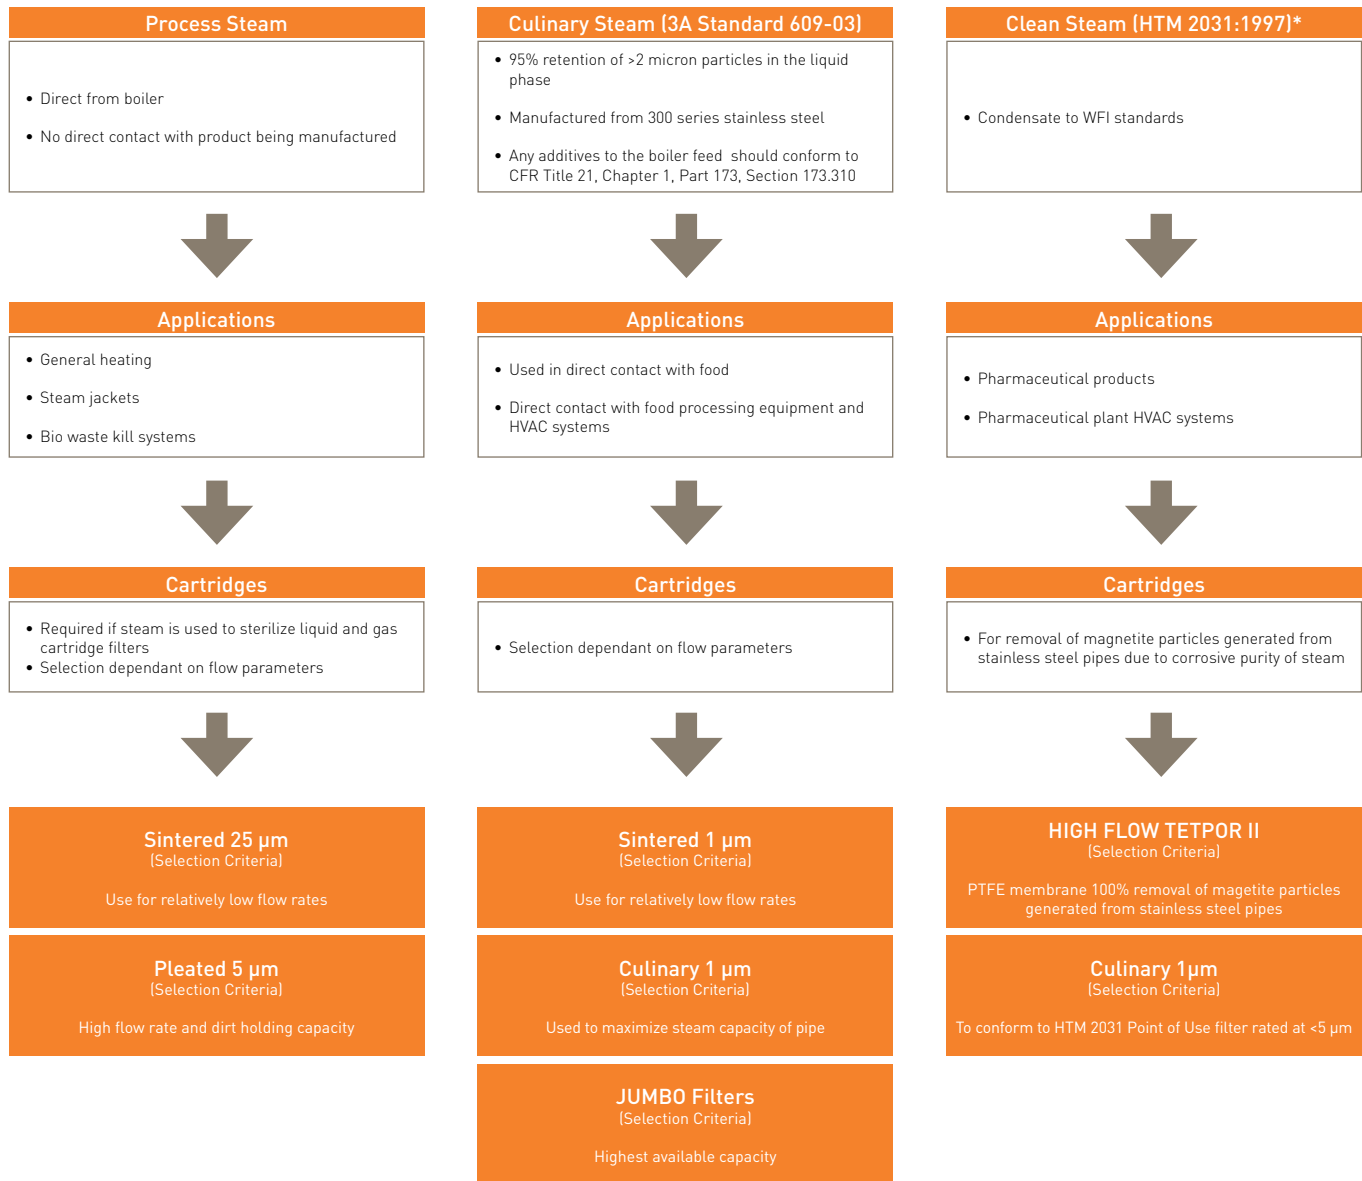 Process Steam
• Direct from boiler
• No direct contact with product being manufactured
Applications
• General heating
• Steam jackets
• Bio waste kill systems
Cartridges
• Required if steam is used to sterilize liquid and gas
cartridge filters
• Selection dependant on flow parameters
Sintered 25 µm
(Selection Criteria)
Use for relatively low flow rates
Pleated 5 µm
(Selection Criteria)
High flow rate and dirt holding capacity
Culinary Steam (3A Standard 609-03)
• 95% retention of >2 micron particles in the liquid
phase
• Manufactured from 300 series stainless steel
• Any additives to the boiler feed should conform to
CFR Title 21, Chapter 1, Part 173, Section 173.310
Applications
• Used in direct contact with food
• Direct contact with food processing equipment and
HVAC systems
Cartridges
• Selection dependant on flow parameters
Sintered 1 µm
(Selection Criteria)
Use for relatively low flow rates
Culinary 1 µm
(Selection Criteria)
Used to maximize steam capacity of pipe
JUMBO Filters
(Selection Criteria)
Highest available capacity
Clean Steam (HTM 2031:1997)*
• Condensate to WFI standards
Applications
• Pharmaceutical products
• Pharmaceutical plant HVAC systems
Cartridges
• For removal of magnetite particles generated from
stainless steel pipes due to corrosive purity of steam
HIGH FLOW TETPOR II
(Selection Criteria)
PTFE membrane 100% removal of magetite particles
generated from stainless steel pipes
Culinary 1µm
(Selection Criteria)
To conform to HTM 2031 Point of Use filter rated at <5 µm